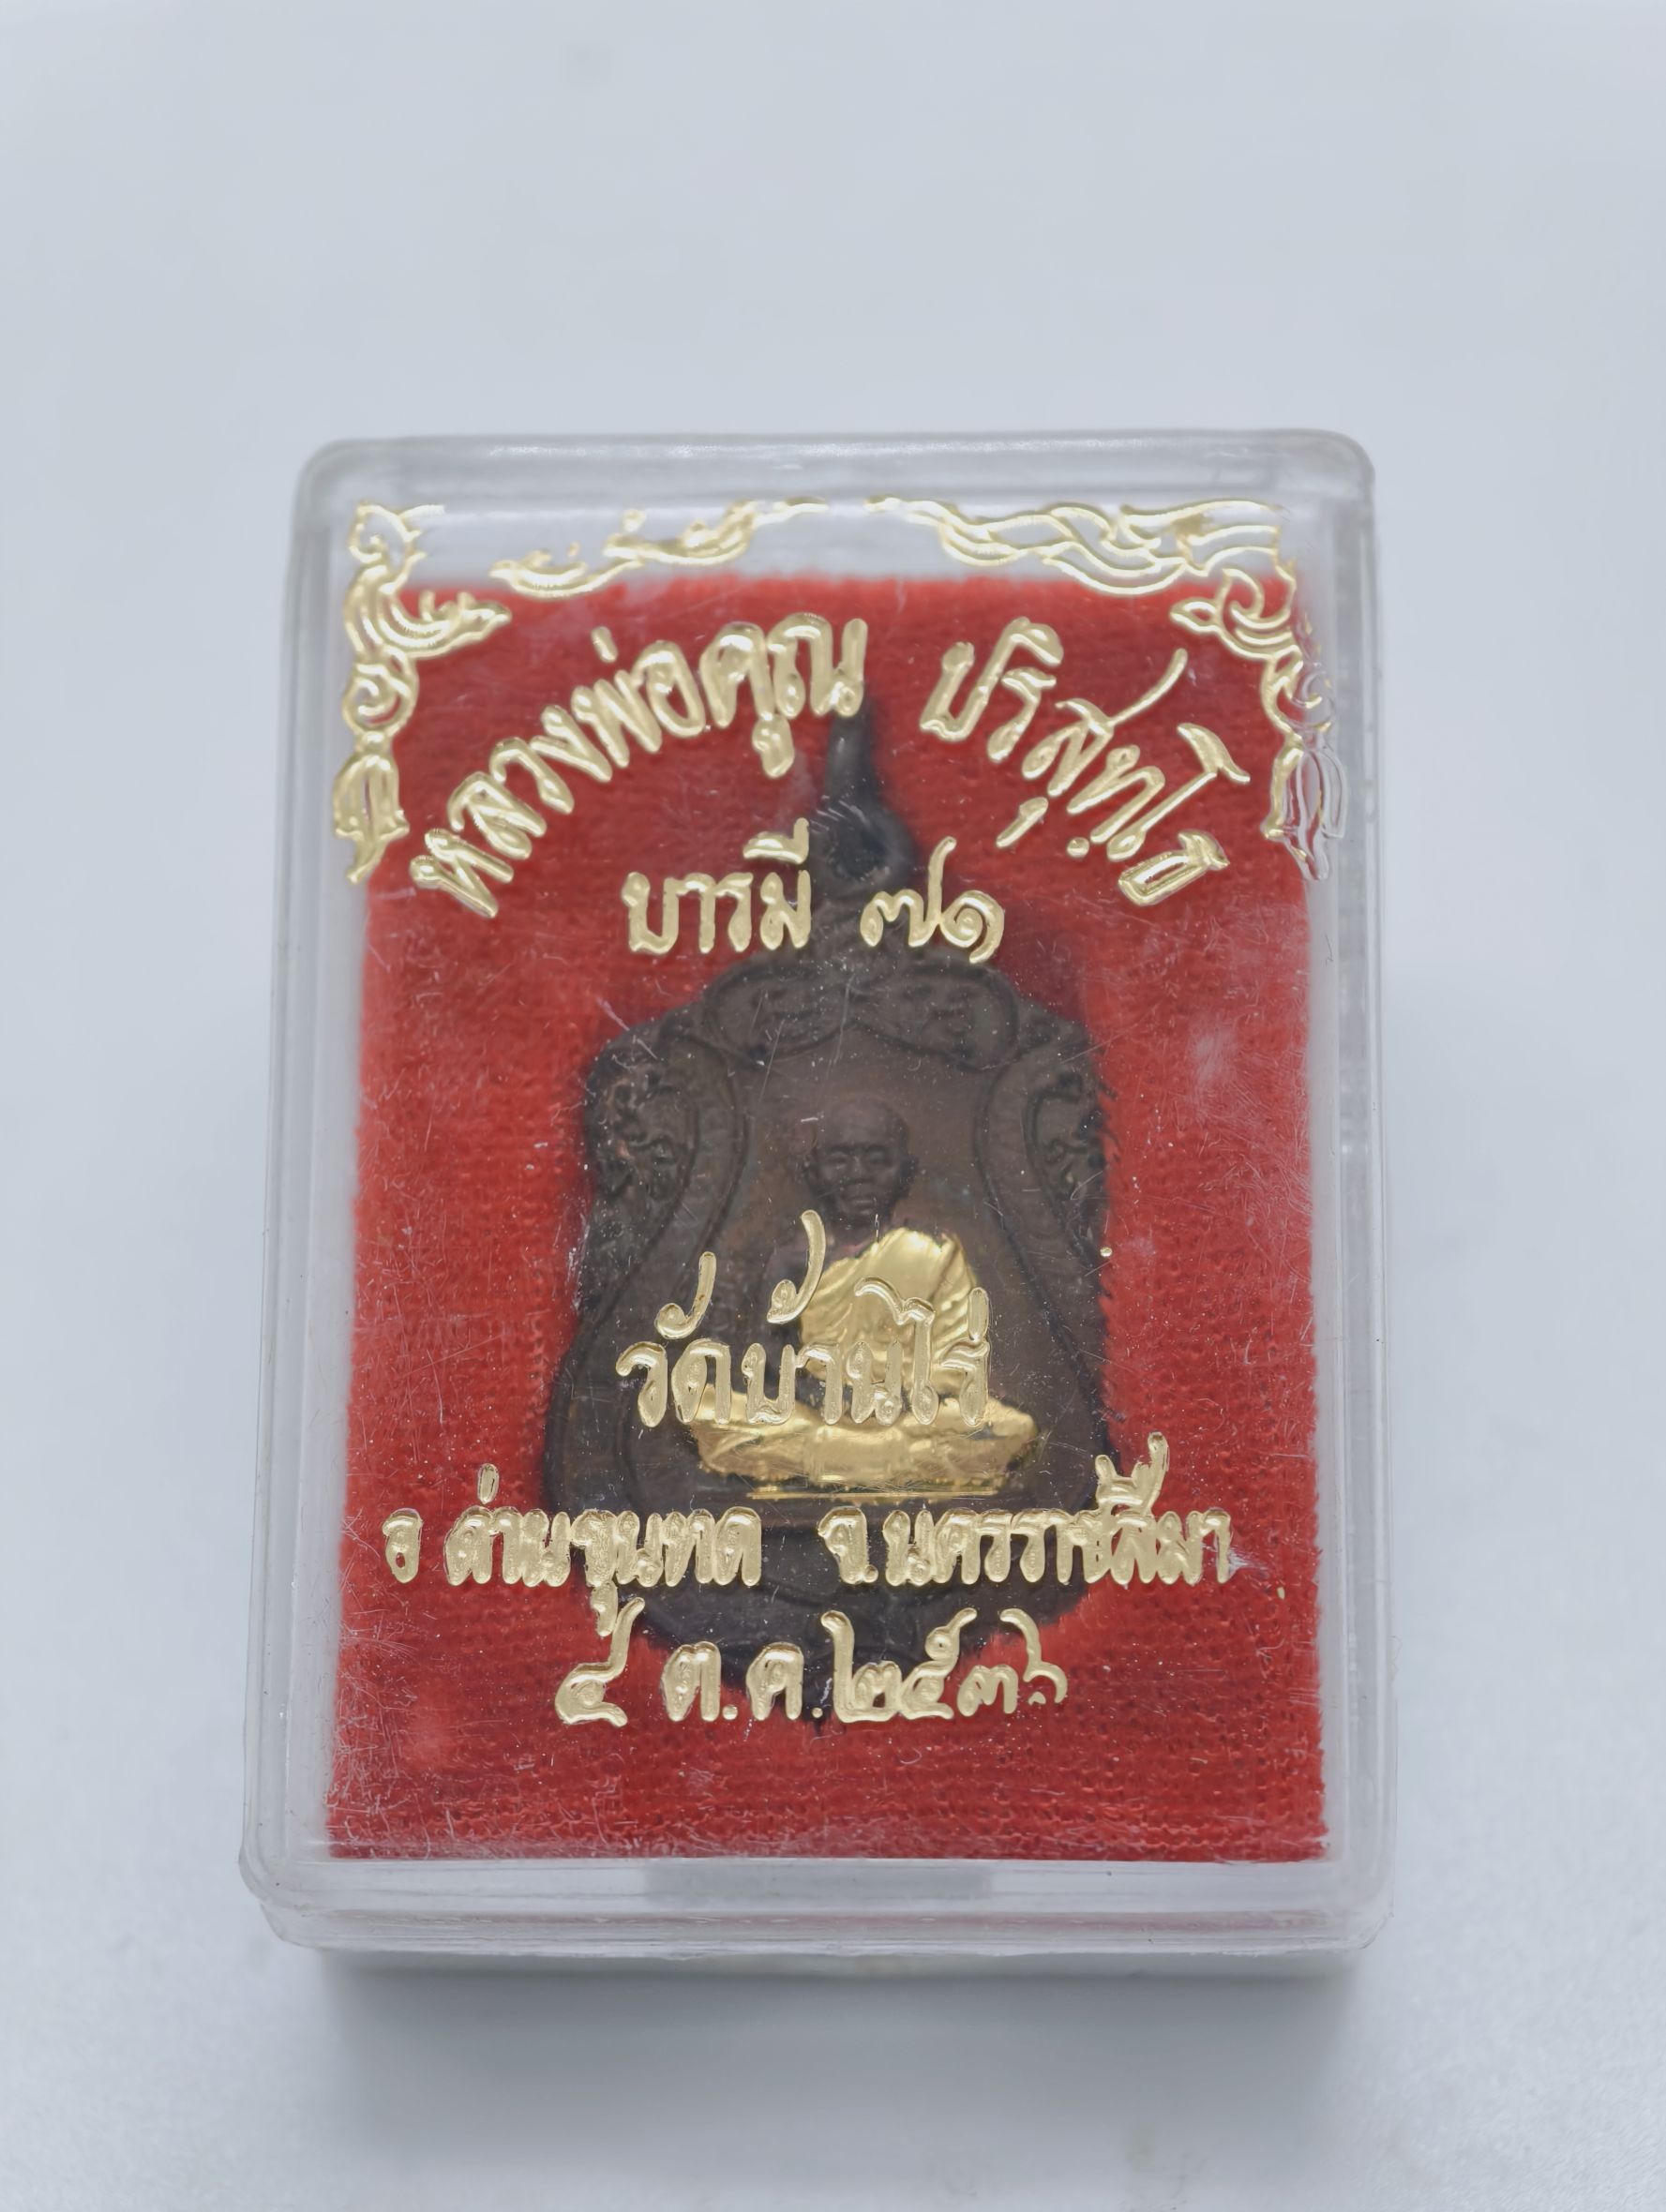 หลวงพ่อคูณ ปริสุทฺโธ
บารมี ๗๑
วัดบ้านไร่
อ ด่านขุนทด จ.นครราชสีมา
๔ ต.ค.๒๕๓๖